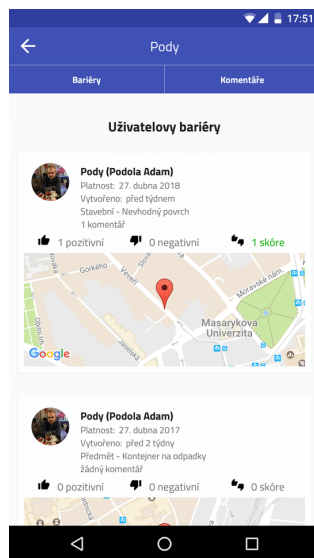 17:51
Pody
Bariéry Komentáře
Uživatelovy bariéry
Pody (Podola Adam)
Platnost: 27. dubna 2018
Vytvořeno: před týdnem
Stavební - Nevhodný povrch
1 komentář
1 pozitivní 0 negativní 1 skóre
Gorkého
Veveří
Moravské nám.
Masarykova
Univerzita
Jaselská
Google
Pody (Podola Adam)
Platnost: 27. dubna 2017
Vytvořeno: před 2 týdny
Předmět - Kontejner na odpadky
žádný komentář
0 pozitivní 0 negativní 0 skóre